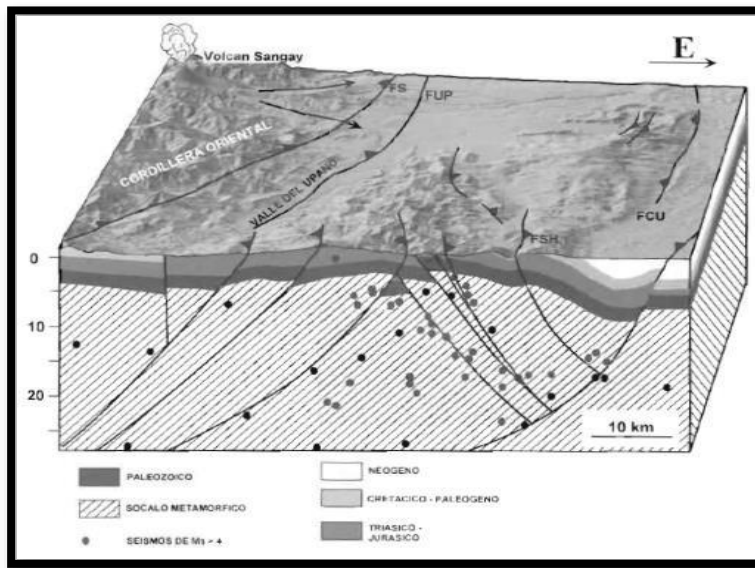 Volcan Sangay
E
FS
FUP
CORDILLERA ORIENTAL
VALLE DEL UPANO
FCU
FSH
0
10
20
10 km
PALEOZOICO
NEOGENO
SOCALO METAMORFICO
CRETACICO - PALEOGENO
SEISMOS DE
TRIASICO -
JURASICO